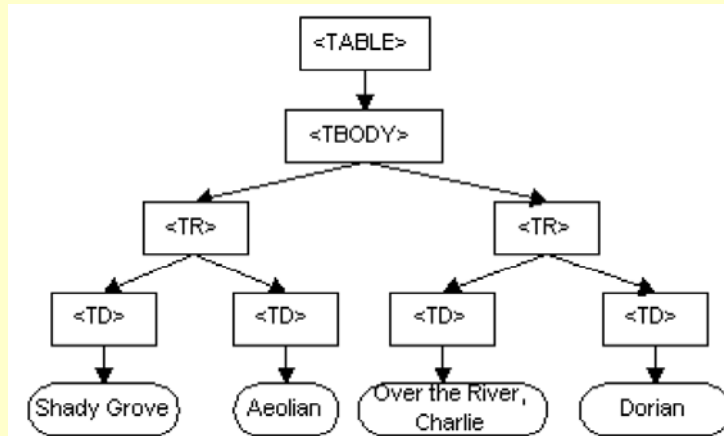 <TABLE>
<TBODY>
<TR> <TR>
<TD> <TD> <TD> <TD>
Shady Grove Aeolian Over the River, Charlie Dorian